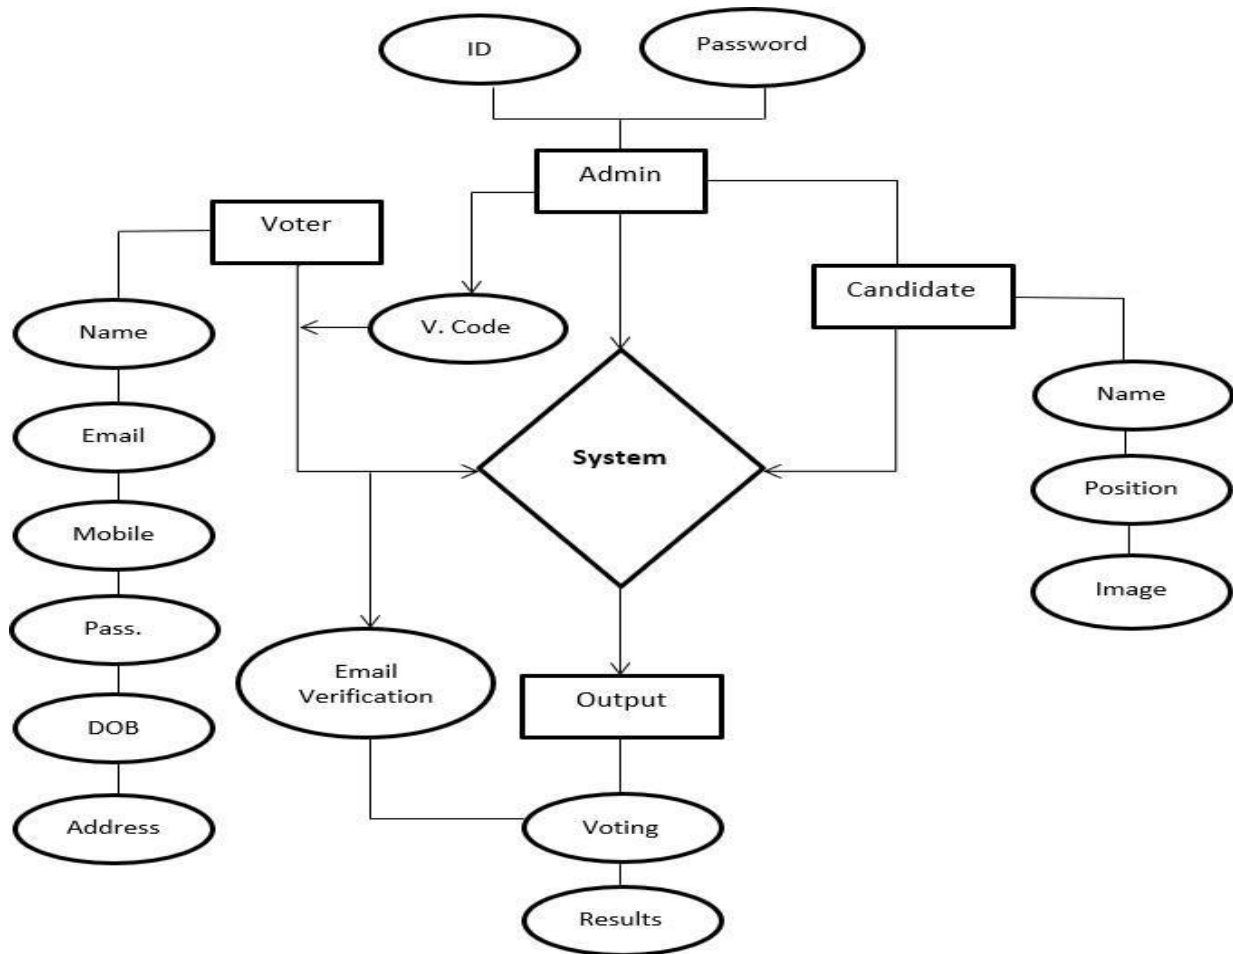 ID
Password
Admin
Voter
Candidate
V. Code
Name
Email
Mobile
Pass.
DOB
Address
System
Name
Position
Image
Email
Verification
Output
Voting
Results